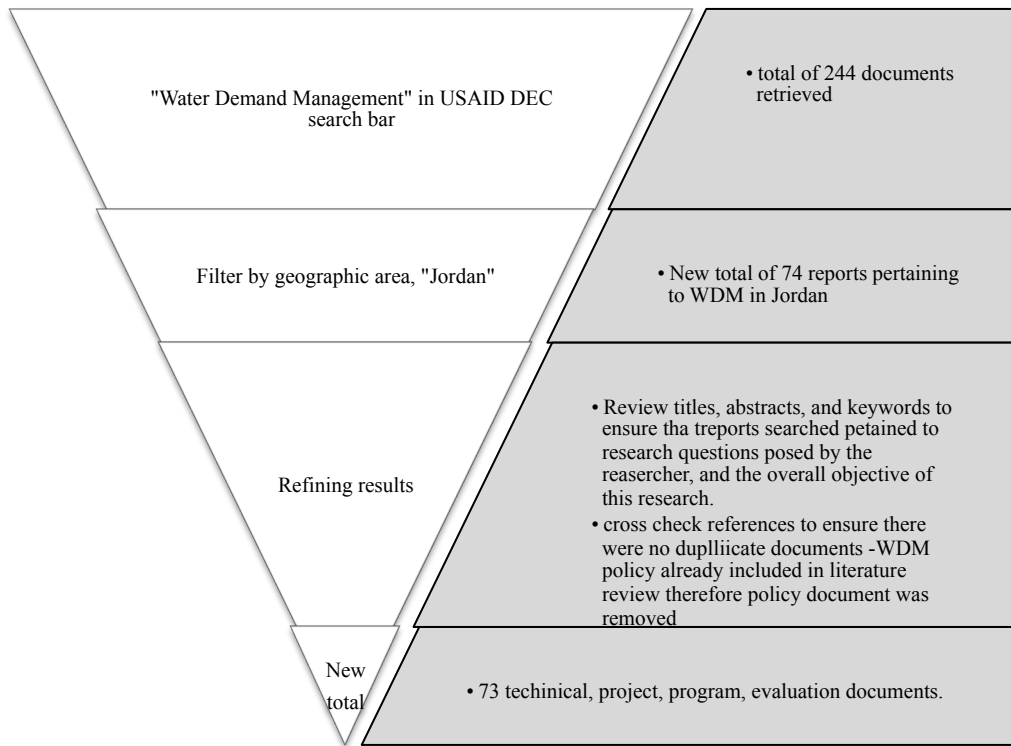 "Water Demand Management" in USAID DEC
search bar
• total of 244 documents
retrieved
Filter by geographic area, "Jordan"
• New total of 74 reports pertaining
to WDM in Jordan
Refining results
• Review titles, abstracts, and keywords to
ensure tha treports searched petained to
research questions posed by the
reasercher, and the overall objective of
this research.
• cross check references to ensure there
were no duplliicate documents -WDM
policy already included in literature
review therefore policy document was
removed
New
total
• 73 techinical, project, program, evaluation documents.